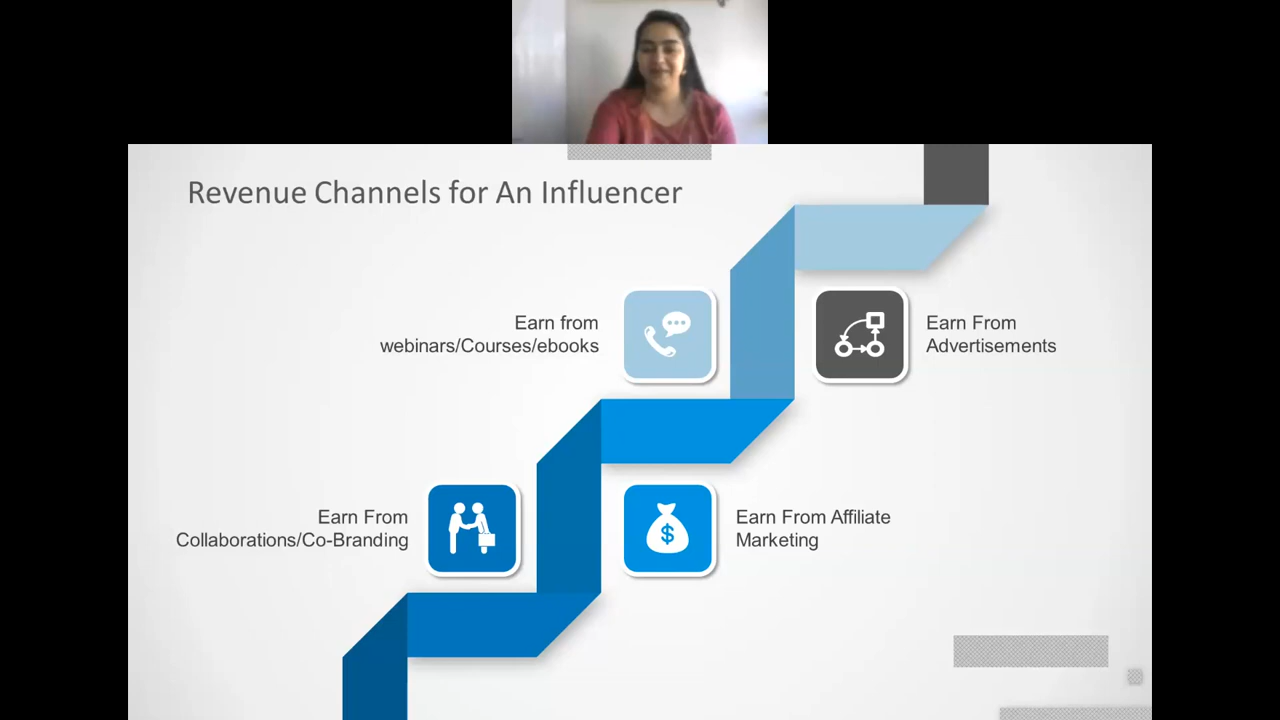 Revenue Channels for An Influencer
Earn from
webinars/Courses/ebooks
Earn From
Advertisements
Earn From
Collaborations/Co-Branding
$
Earn From Affiliate
Marketing